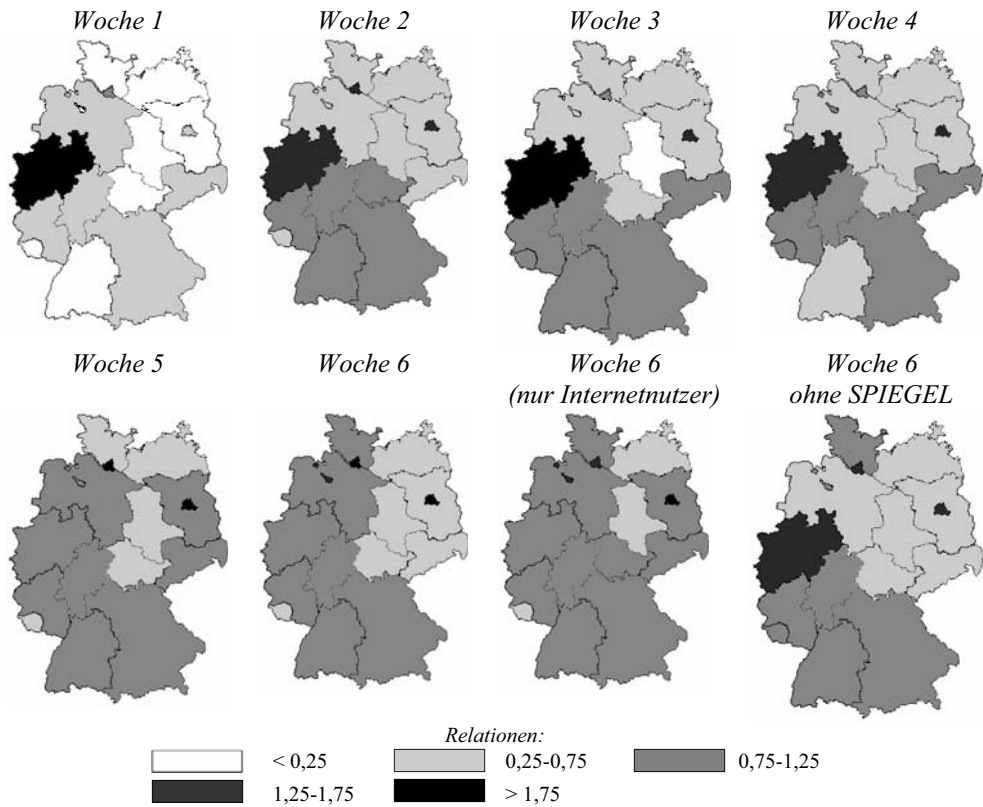 Woche 1 Woche 2 Woche 3 Woche 4
Woche 5 Woche 6 Woche 6 Woche 6
(nur Internetnutzer) ohne SPIEGEL
Relationen:
< 0,25 0,25-0,75 0,75-1,25
1,25-1,75 > 1,75